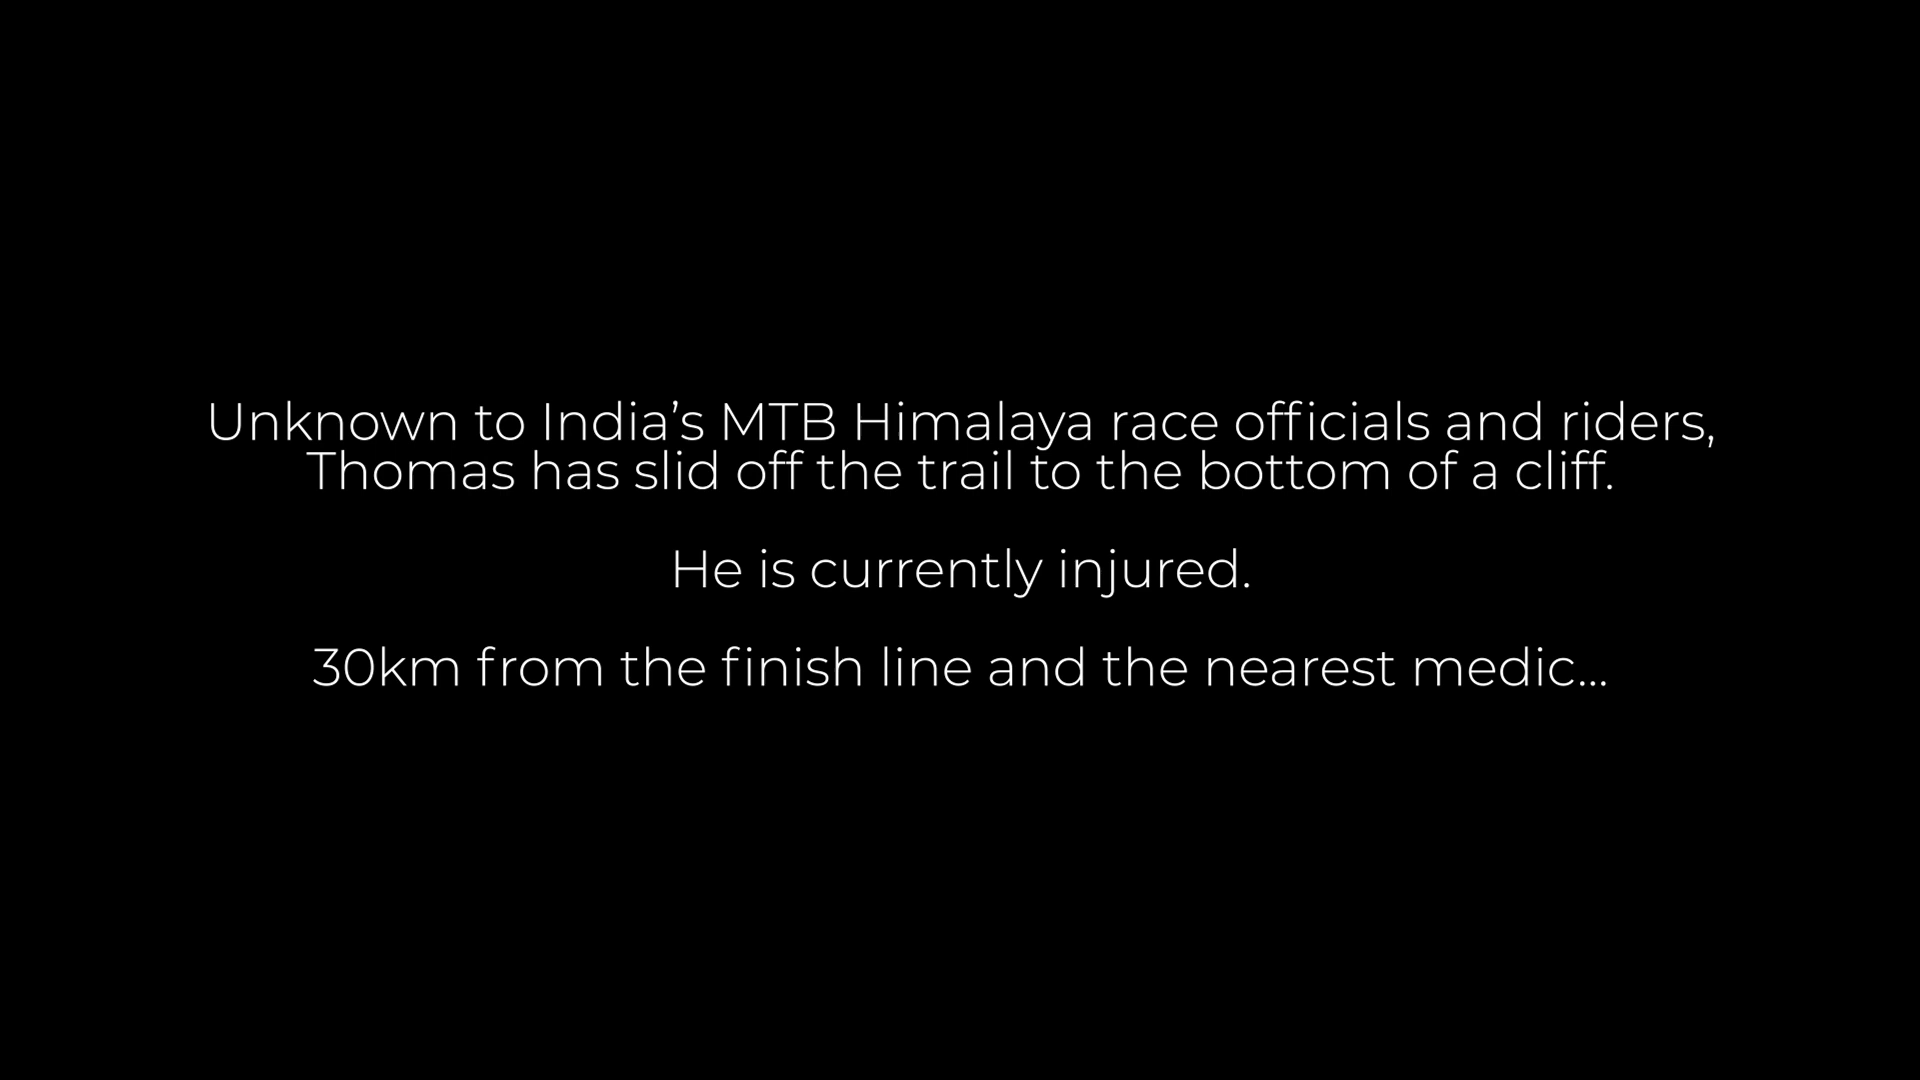 Unknown to India’s MTB Himalaya race officials and riders,
Thomas has slid off the trail to the bottom of a cliff.
He is currently injured.
30km from the finish line and the nearest medic...